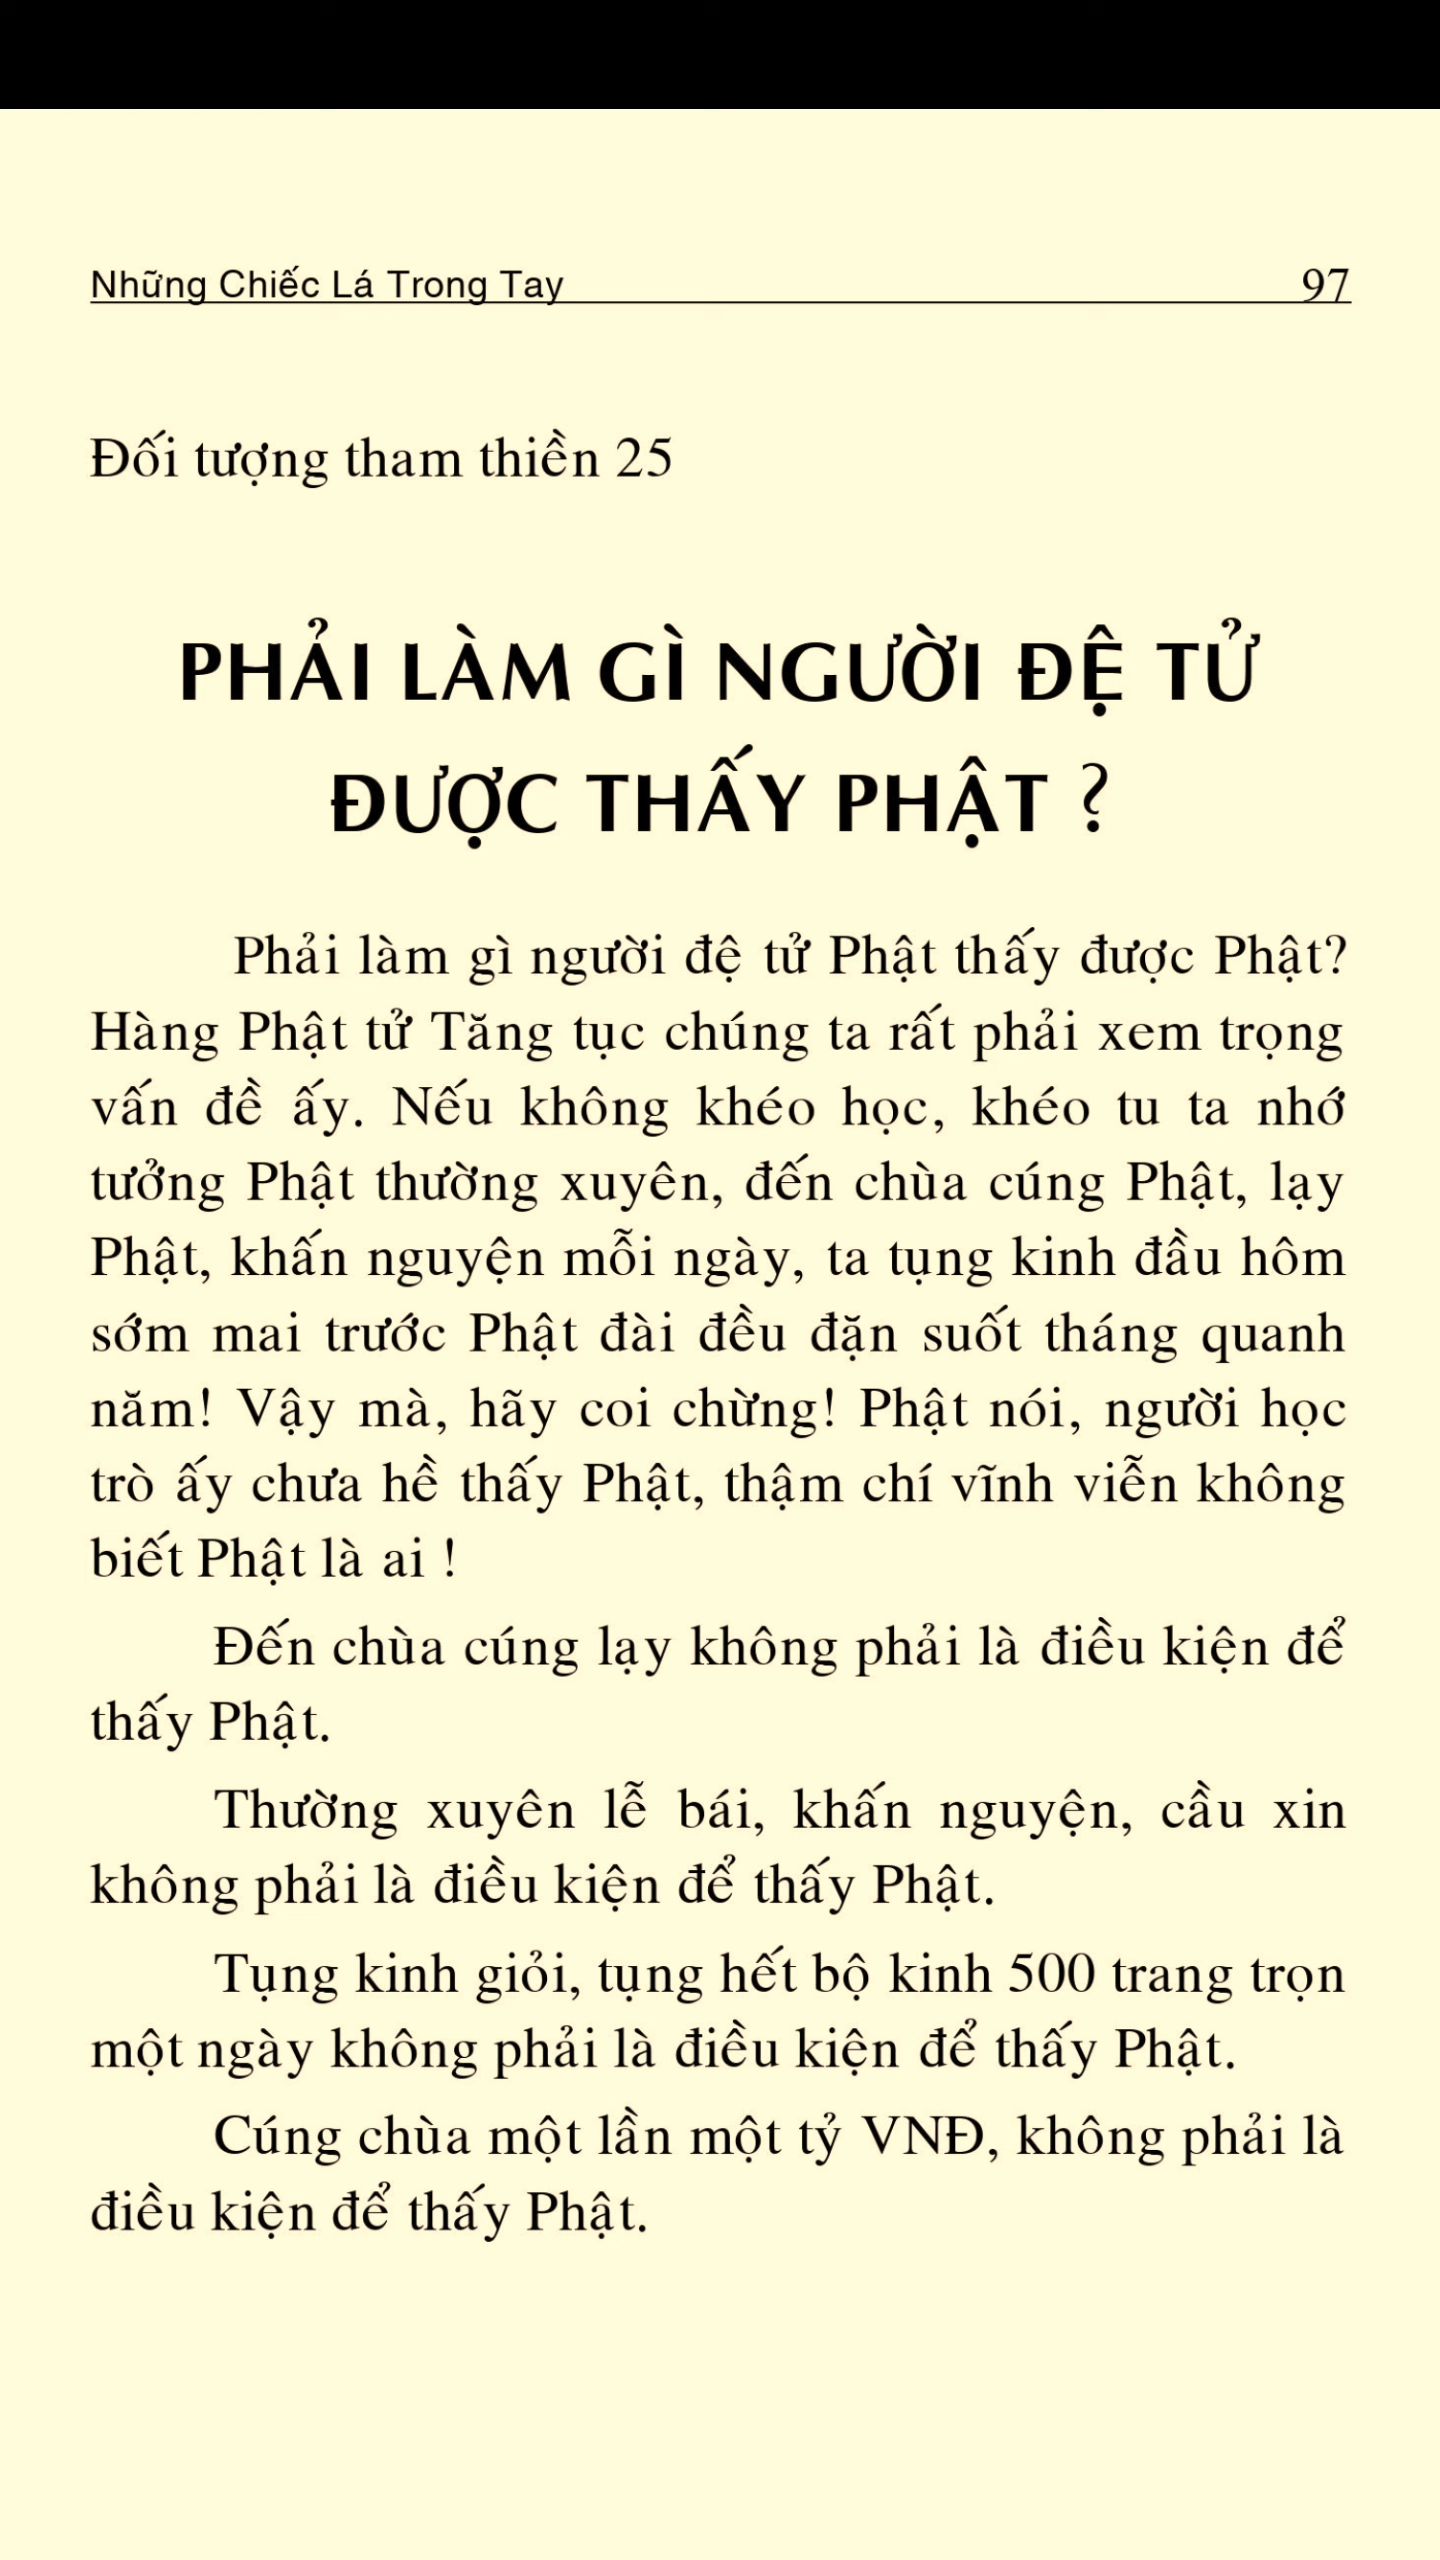 Những Chiếc Lá Trong Tay 97
Đối tượng tham thiền 25
PHẢI LÀM GÌ NGƯỜI ĐỆ TỬ
ĐƯỢC THẤY PHẬT ?
Phải làm gì người đệ tử Phật thấy được Phật?
Hàng Phật tử Tăng tục chúng ta rất phải xem trọng
vấn đề ấy. Nếu không khéo học, khéo tu ta nhớ
tưởng Phật thường xuyên, đến chùa cúng Phật, lạy
Phật, khấn nguyện mỗi ngày, ta tụng kinh đầu hôm
sớm mai trước Phật đài đều đặn suốt tháng quanh
năm! Vậy mà, hãy coi chừng! Phật nói, người học
trò ấy chưa hề thấy Phật, thậm chí vĩnh viễn không
biết Phật là ai !
Đến chùa cúng lạy không phải là điều kiện để
thấy Phật.
Thường xuyên lễ bái, khấn nguyện, cầu xin
không phải là điều kiện để thấy Phật.
Tụng kinh giỏi, tụng hết bộ kinh 500 trang trọn
một ngày không phải là điều kiện để thấy Phật.
Cúng chùa một lần một tỷ VNĐ, không phải là
điều kiện để thấy Phật.